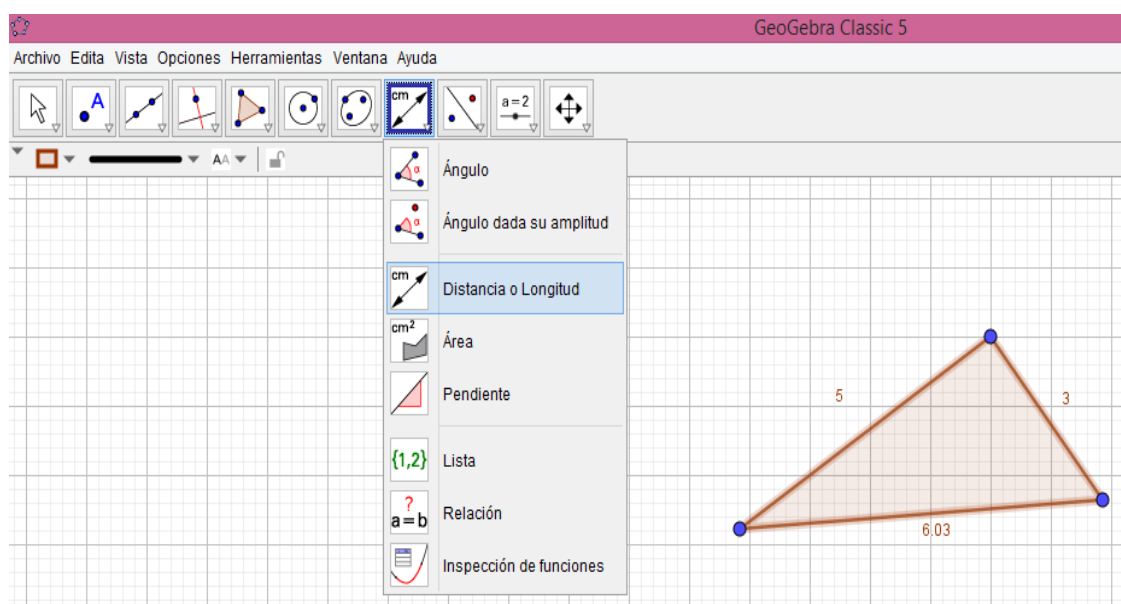 GeoGebra Classic 5
Archivo Edita Vista Opciones Herramientas Ventana Ayuda
A
cm
a=2
AA
α
Ángulo
α
Ángulo dada su amplitud
cm
Distancia o Longitud
cm²
Área
Pendiente
{1,2}
Lista
?
a=b
Relación
Inspección de funciones
5
3
6.03